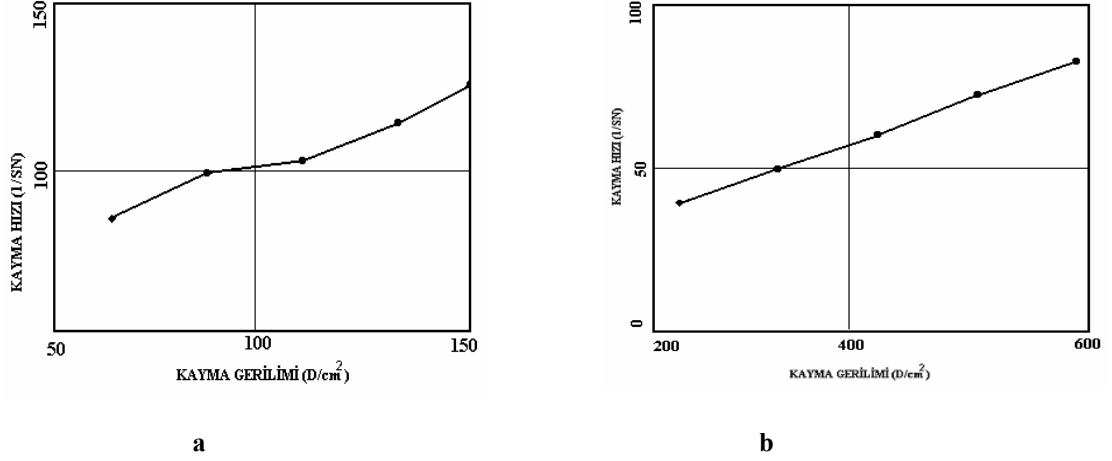 150
100
KAYMA HIZI (1/SN)
50
100
150
KAYMA GERİLİMİ (D/cm²)
a
100
50
0
KAYMA HIZI (1/SN)
200
400
600
KAYMA GERİLİMİ (D/cm²)
b